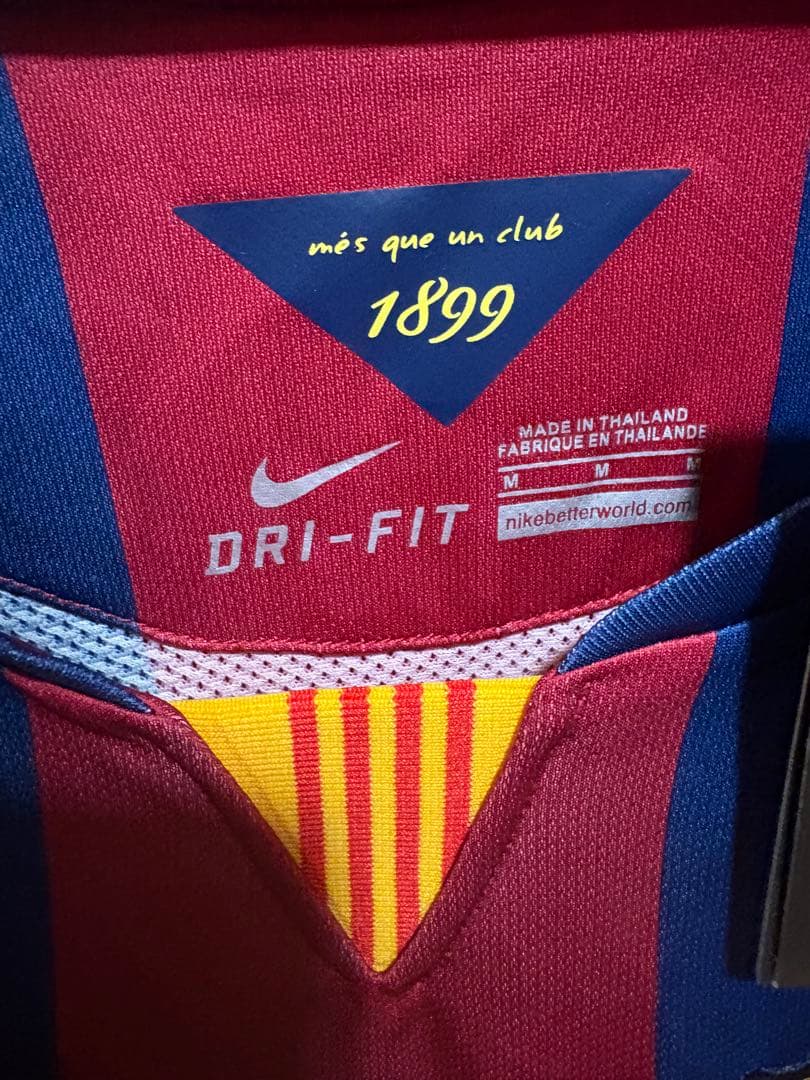 més que un club
1899
DRI-FIT
MADE IN THAILAND
FABRIQUE EN THAILANDE
M M M
nikebetterworld.com